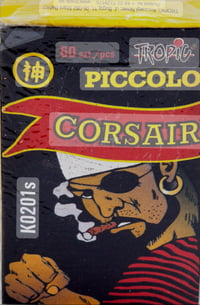 60 szt./pcs
TROPIC
神
PICCOLO
CORSAIR
K0201s